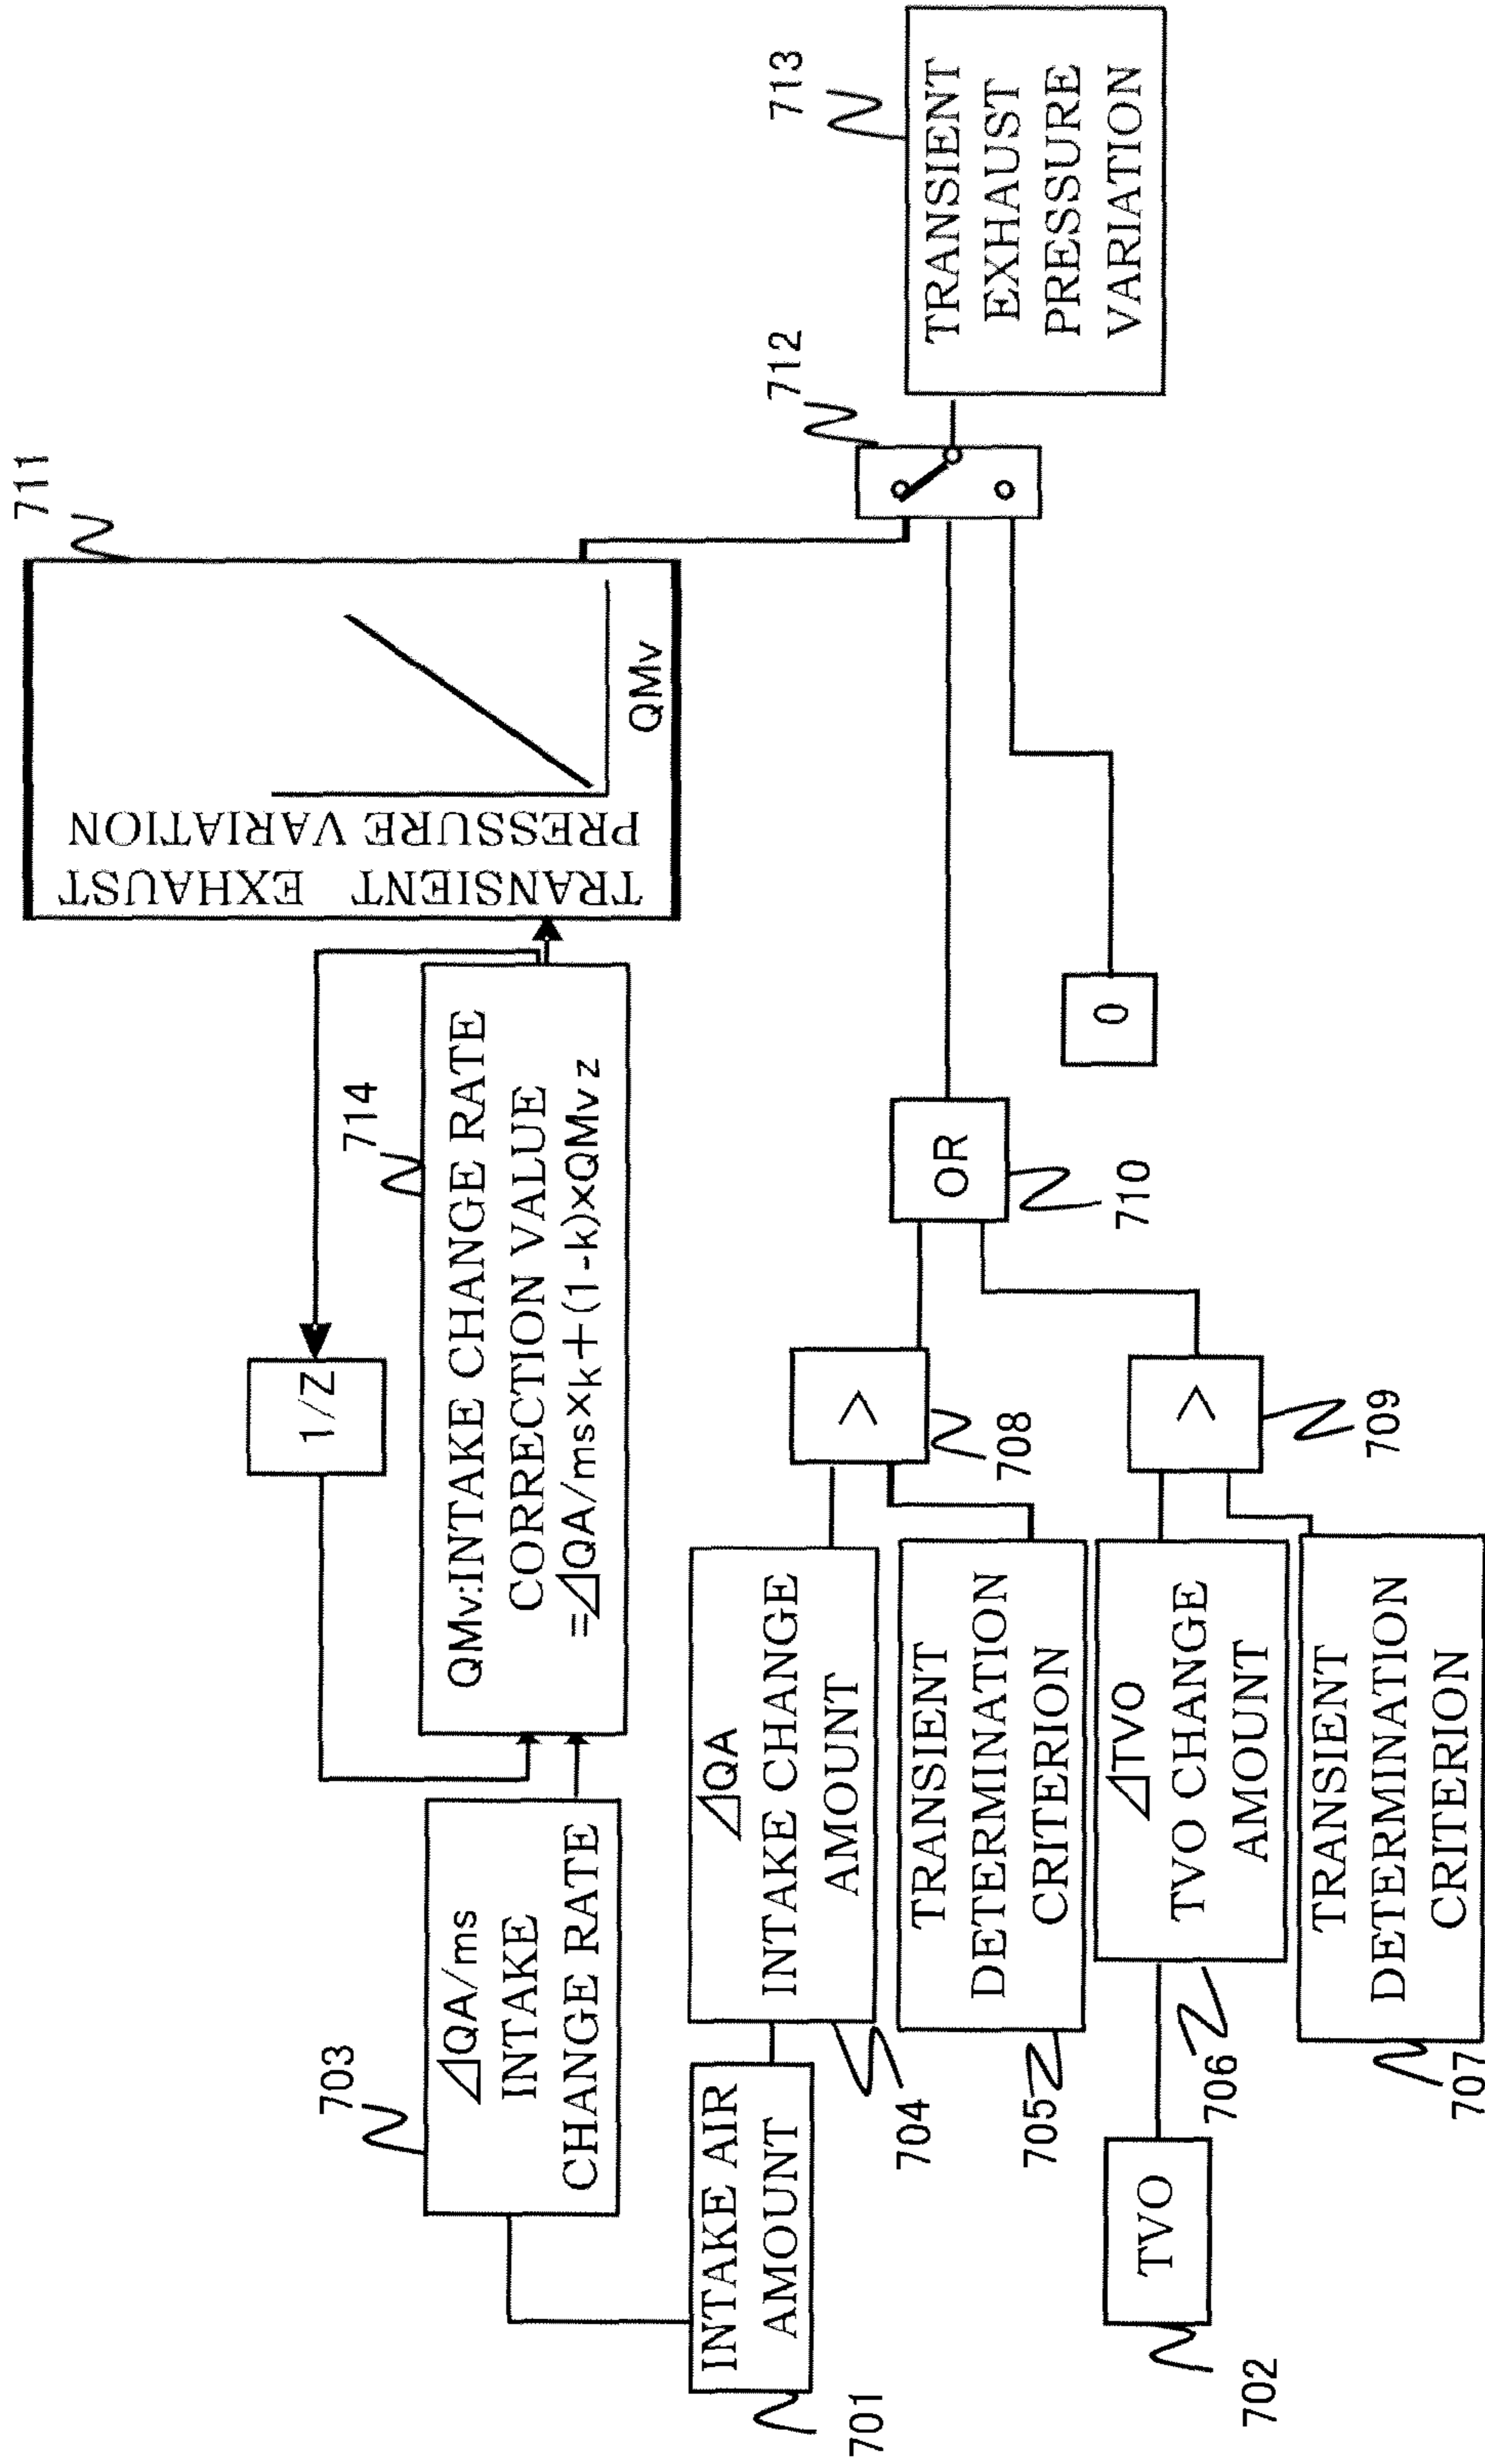 711
TRANSIENT EXHAUST
PRESSURE VARIATION
QMv
1/Z
714
QMv:INTAKE CHANGE RATE
CORRECTION VALUE
=⊿QA/ms×k+(1-k)×QMvz
703
⊿QA/ms
INTAKE
CHANGE RATE
701
INTAKE AIR
AMOUNT
704
⊿QA
INTAKE CHANGE
AMOUNT
705
TRANSIENT
DETERMINATION
CRITERION
702
TVO
706
⊿TVO
TVO CHANGE
AMOUNT
707
TRANSIENT
DETERMINATION
CRITERION
>
708
>
709
OR
710
0
712
713
TRANSIENT
EXHAUST
PRESSURE
VARIATION